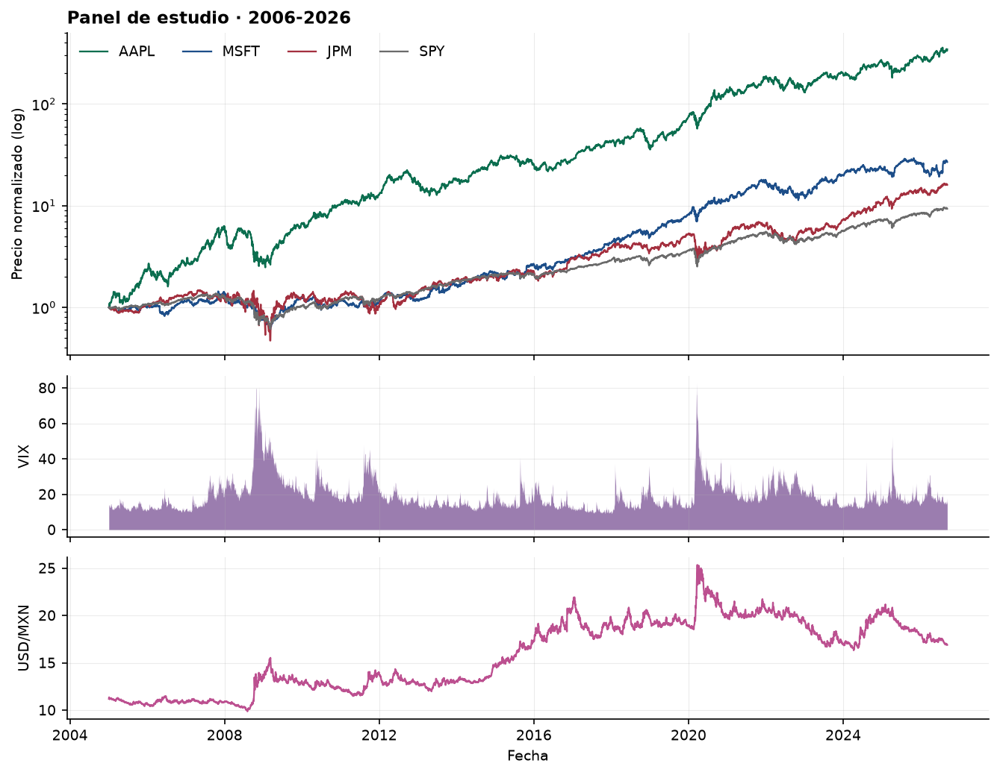 Panel de estudio · 2006-2026
AAPL MSFT JPM SPY
Precio normalizado (log)
10²
10¹
10⁰
VIX
80
60
40
20
0
USD/MXN
25
20
15
10
2004 2008 2012 2016 2020 2024
Fecha